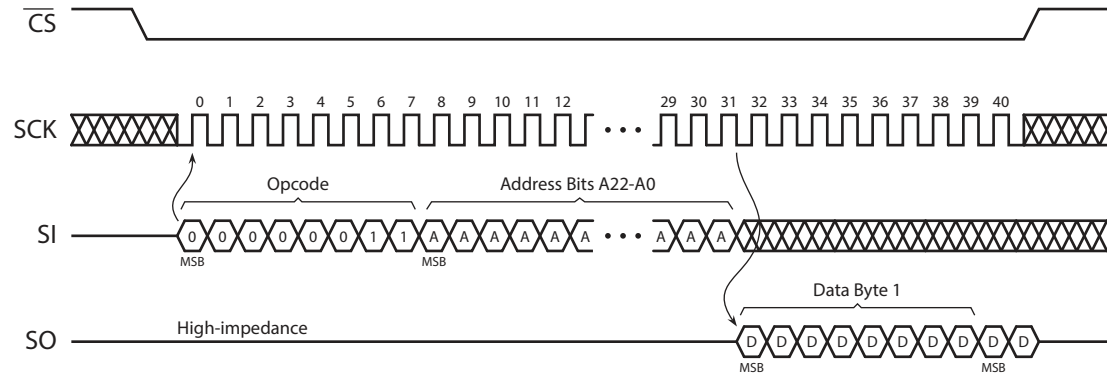 CS
0 1 2 3 4 5 6 7 8 9 10 11 12 29 30 31 32 33 34 35 36 37 38 39 40
SCK
Opcode Address Bits A22-A0
SI 0 0 0 0 0 0 1 1 A A A A A A ••• A A A
MSB MSB
Data Byte 1
High-impedance
SO D D D D D D D D D D
MSB MSB